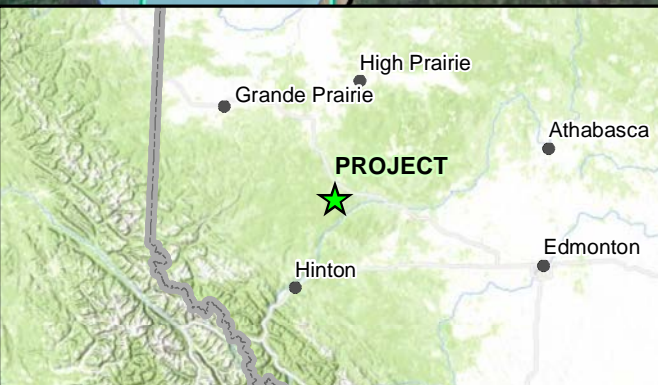 High Prairie
Grande Prairie
Athabasca
PROJECT
Edmonton
Hinton